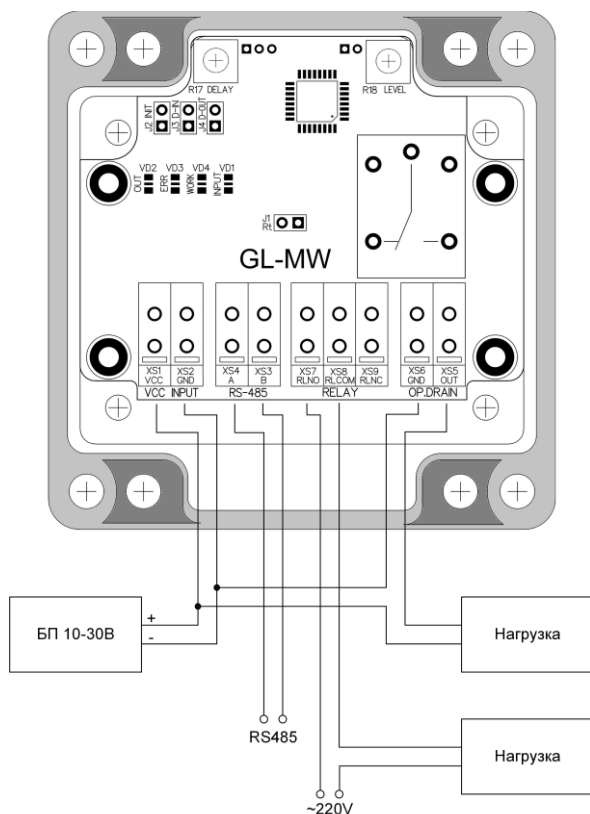 R17 DELAY
R18 LEVEL
J2 INIT
J3 D-IN
J4 D-OUT
VD2 VD3 VD4 VD1
OUT
ERR
WORK
INPUT
J1
Rt
GL-MW
XS1 XS2 XS4 XS3 XS7 XS8 XS9 XS6 XS5
VCC GND A B RLNO RLCOM RLNC GND OUT
VCC INPUT RS-485 RELAY OP.DRAIN
БП 10-30В
+
-
Нагрузка
RS485
Нагрузка
~220V